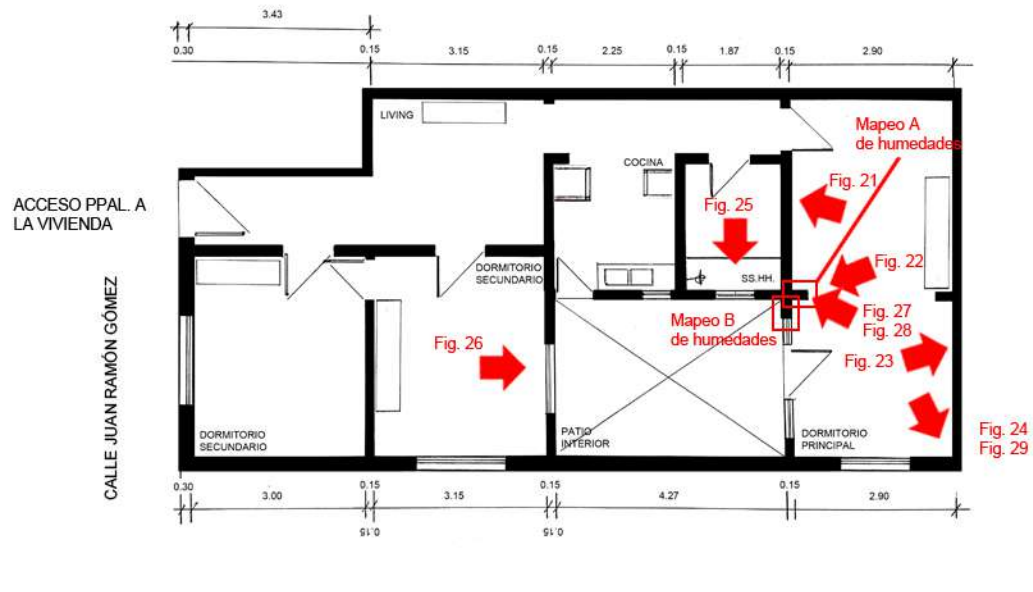 3.43
0.30
0.15
3.15
0.15
2.25
0.15
1.87
0.15
2.90
LIVING
Mapeo A
de humedades
COCINA
Fig. 21
ACCESO PPAL. A
LA VIVIENDA
Fig. 25
DORMITORIO
SECUNDARIO
SS.HH.
Fig. 22
CALLE JUAN RAMÓN GÓMEZ
Mapeo B
de humedades
Fig. 27
Fig. 28
Fig. 26
Fig. 23
DORMITORIO
SECUNDARIO
PATIO
INTERIOR
DORMITORIO
PRINCIPAL
Fig. 24
Fig. 29
0.30
3.00
0.15
3.15
0.15
4.27
0.15
2.90
0.15
0.15